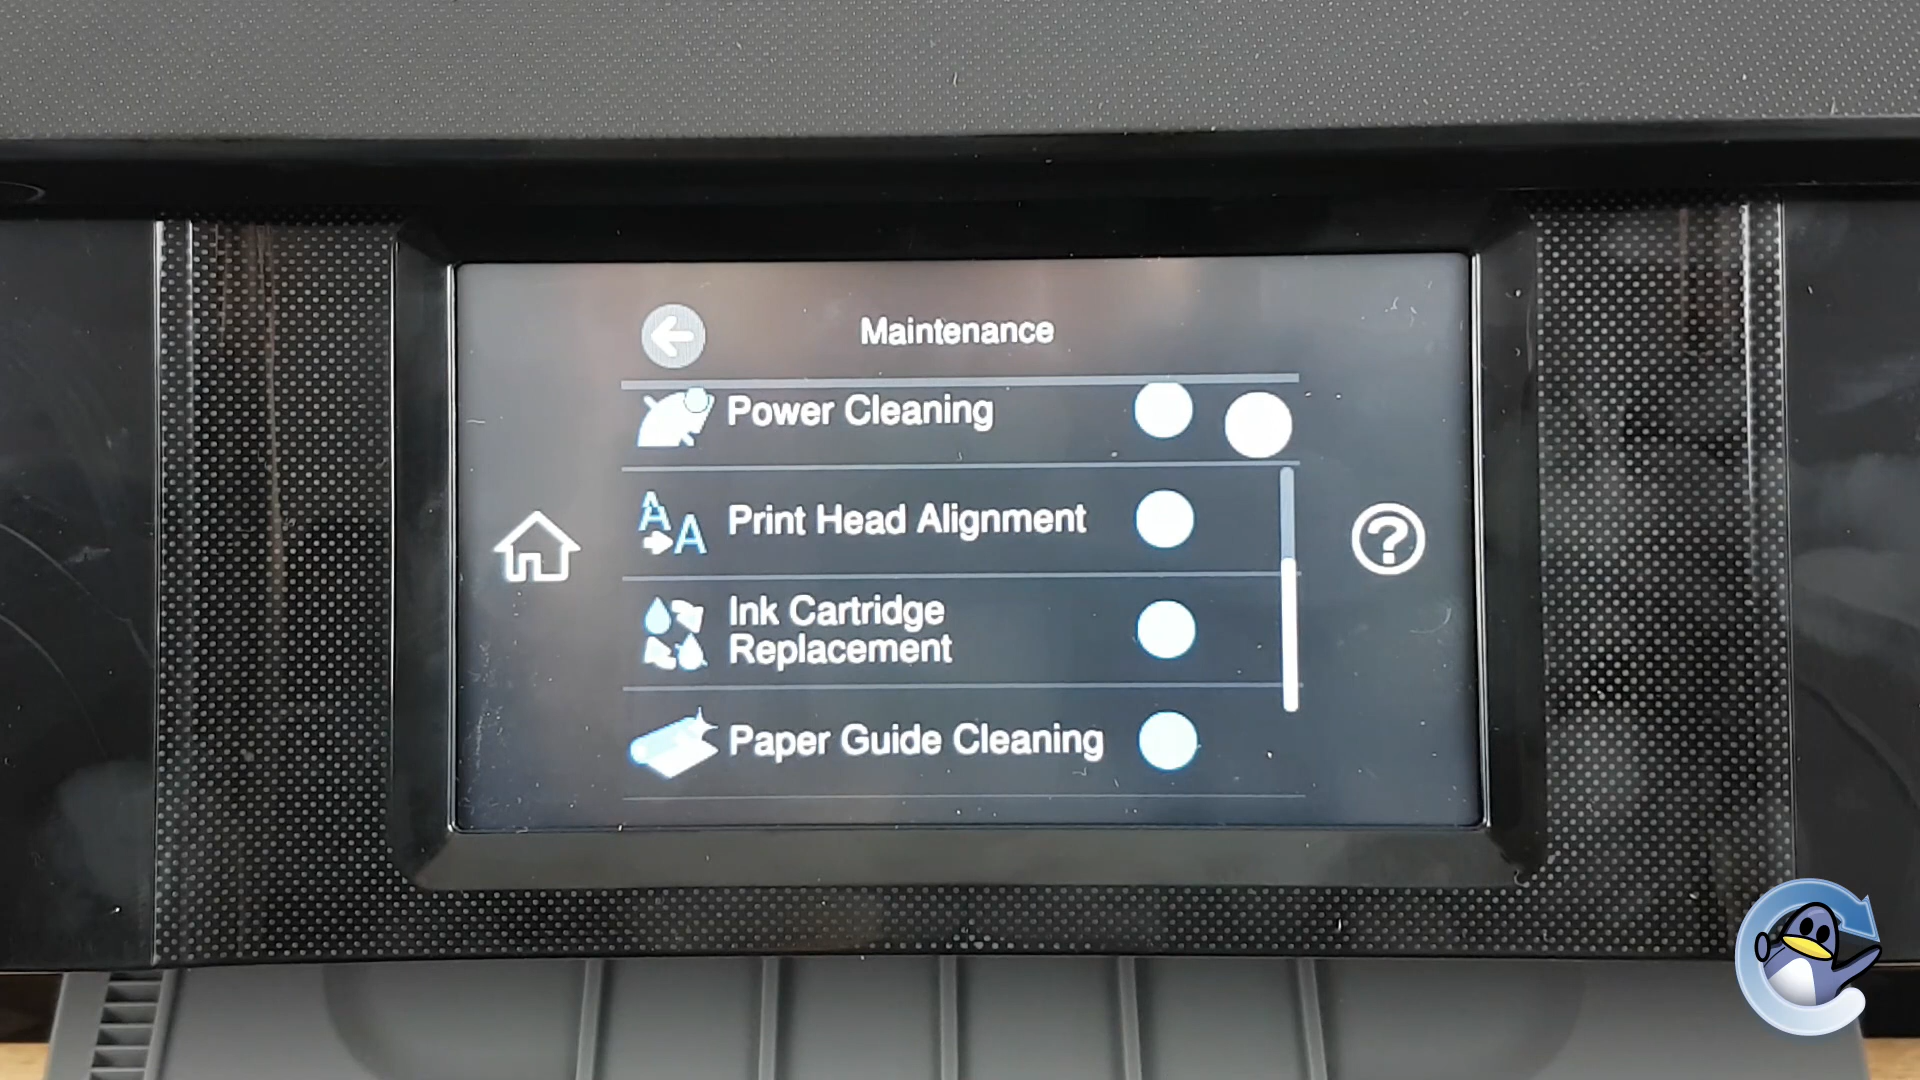 Maintenance
Power Cleaning
Print Head Alignment
Ink Cartridge
Replacement
Paper Guide Cleaning